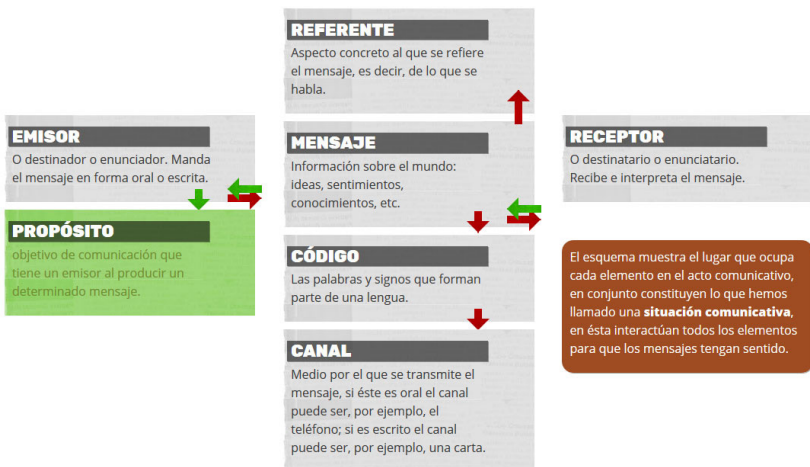 REFERENTE
Aspecto concreto al que se refiere
el mensaje, es decir, de lo que se
habla.
EMISOR
O destinador o enunciador. Manda
el mensaje en forma oral o escrita.
PROPÓSITO
objetivo de comunicación que
tiene un emisor al producir un
determinado mensaje.
MENSAJE
Información sobre el mundo:
ideas, sentimientos,
conocimientos, etc.
CÓDIGO
Las palabras y signos que forman
parte de una lengua.
CANAL
Medio por el que se transmite el
mensaje, si éste es oral el canal
puede ser, por ejemplo, el
teléfono; si es escrito el canal
puede ser, por ejemplo, una carta.
RECEPTOR
O destinatario o enunciatario.
Recibe e interpreta el mensaje.
El esquema muestra el lugar que ocupa
cada elemento en el acto comunicativo,
en conjunto constituyen lo que hemos
llamado una situación comunicativa,
en ésta interactúan todos los elementos
para que los mensajes tengan sentido.